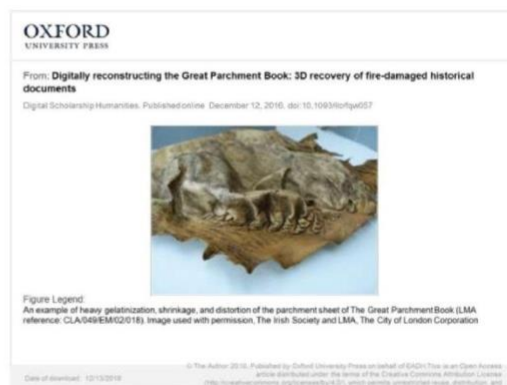 OXFORD
UNIVERSITY PRESS
From: Digitally reconstructing the Great Parchment Book: 3D recovery of fire-damaged historical
documents
Digital Scholarship Humanities. Published online December 12, 2016. doi:10.1093/llc/fqw057
Figure Legend:
An example of heavy gelatinization, shrinkage, and distortion of the parchment sheet of The Great Parchment Book (LMA
reference: CLA/049/EM/02/018). Image used with permission, The Irish Society and LMA, The City of London Corporation
© The Author 2016. Published by Oxford University Press on behalf of EADH This is an Open Access
Date of download: 12/13/2016
article distributed under the terms of the Creative Commons Attribution License